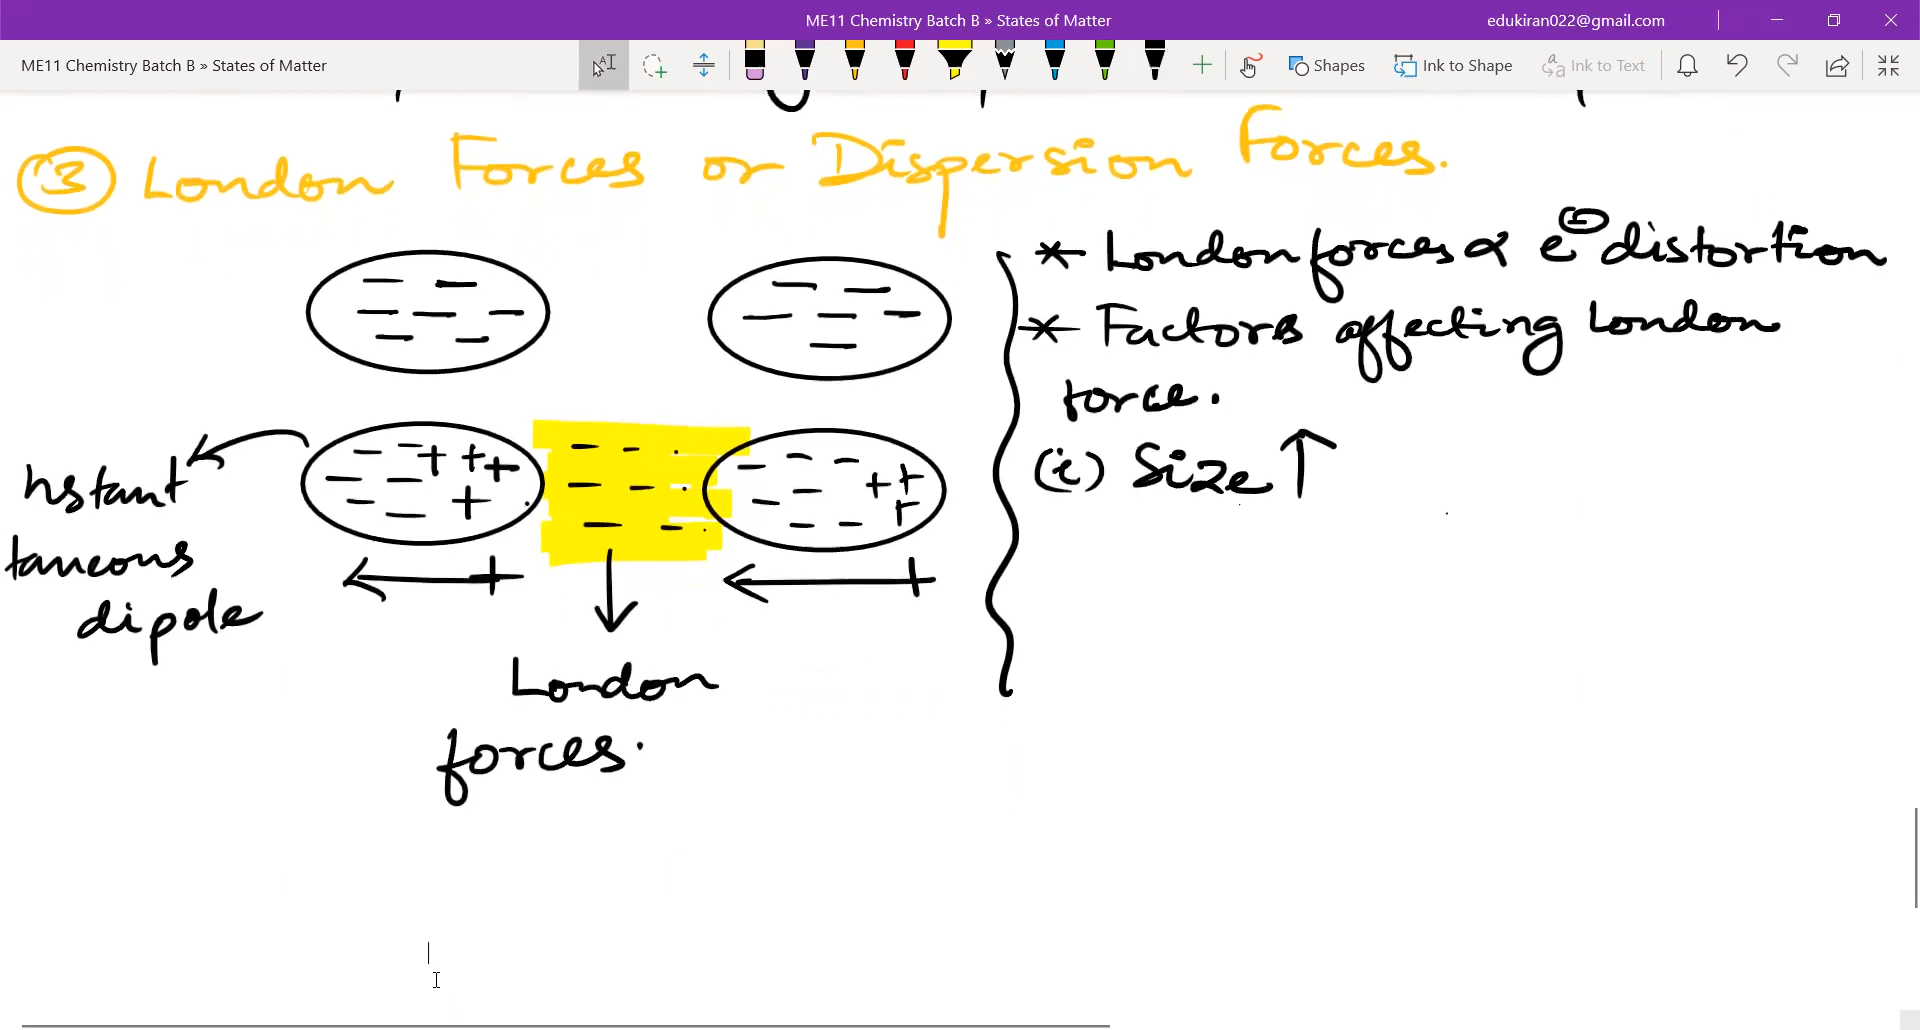 ME11 Chemistry Batch B » States of Matter
edukiran022@gmail.com
ME11 Chemistry Batch B » States of Matter
Shapes
Ink to Shape
Ink to Text
3 London Forces or Dispersion Forces.
* London forces ∝ e⊖ distortion
* Factors affecting London
force.
(i) Size ↑
Instant
taneous
dipole
London
forces.